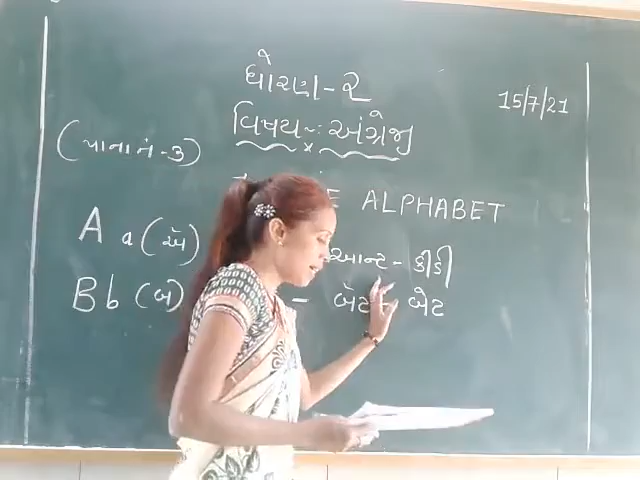 ધોરણ-૨
15/7/21
વિષય:- અંગ્રેજી
(પાના નં-૩)
ALPHABET
A a (એ) આન્ટ - કીડી
B b (બી) - બેટ - બેટ